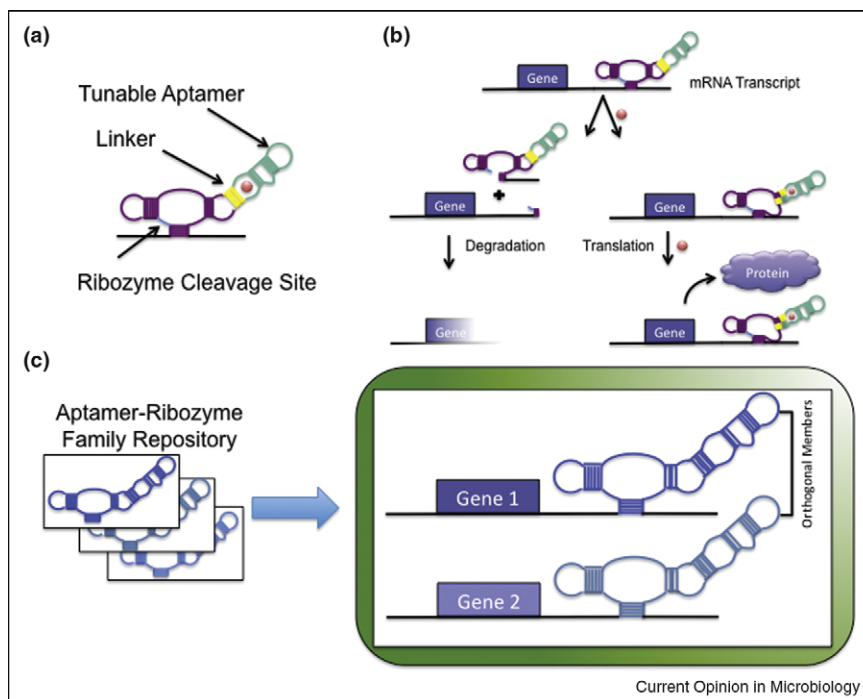 (a)
Tunable Aptamer
Linker
Ribozyme Cleavage Site
(b)
Gene
mRNA Transcript
Gene
Gene
Degradation
Translation
Protein
Gene
Gene
(c)
Aptamer-Ribozyme
Family Repository
Gene 1
Gene 2
Orthogonal Members
Current Opinion in Microbiology